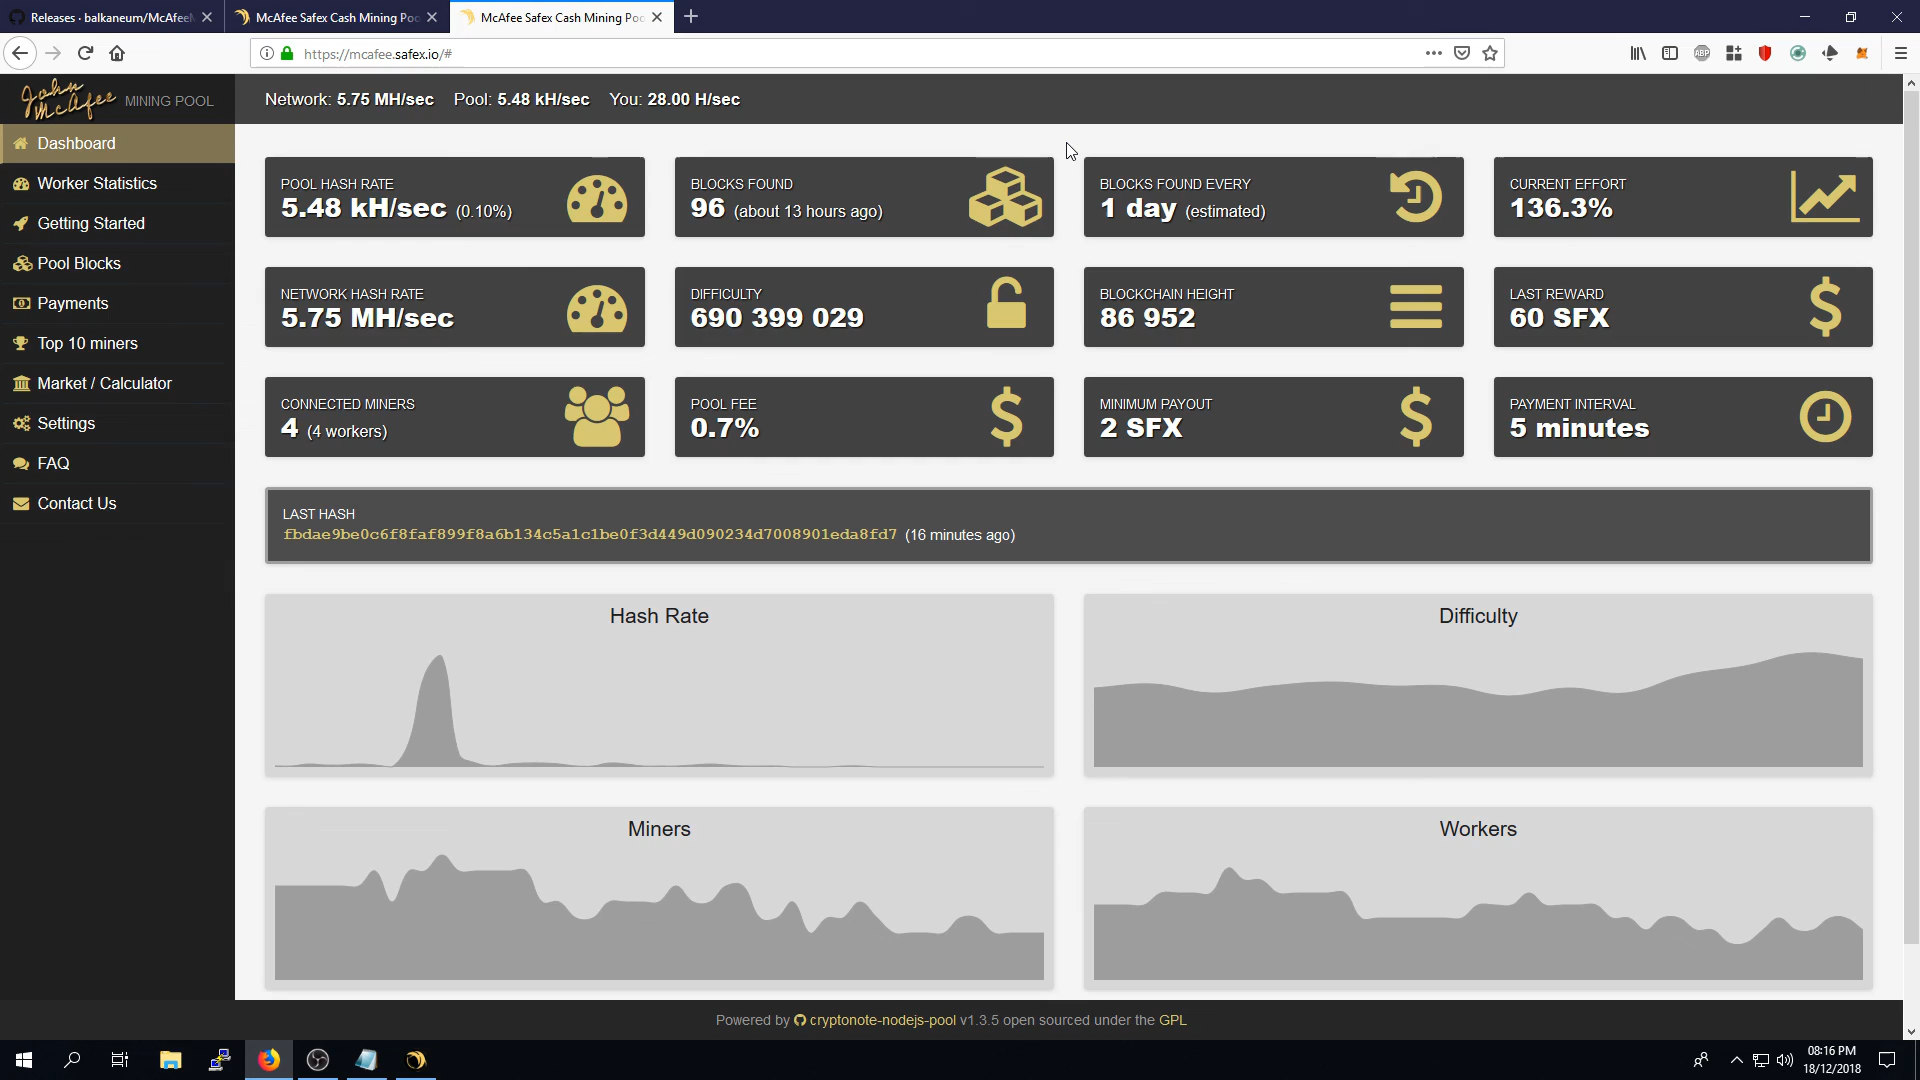 Releases · balkaneum/McAfeeM
McAfee Safex Cash Mining Poo
McAfee Safex Cash Mining Poo
https://mcafee.safex.io/#
ABP
John McAfee MINING POOL
Network: 5.75 MH/sec Pool: 5.48 kH/sec You: 28.00 H/sec
Dashboard
Worker Statistics
Getting Started
Pool Blocks
Payments
Top 10 miners
Market / Calculator
Settings
FAQ
Contact Us
POOL HASH RATE
5.48 kH/sec (0.10%)
BLOCKS FOUND
96 (about 13 hours ago)
BLOCKS FOUND EVERY
1 day (estimated)
CURRENT EFFORT
136.3%
NETWORK HASH RATE
5.75 MH/sec
DIFFICULTY
690 399 029
BLOCKCHAIN HEIGHT
86 952
LAST REWARD
60 SFX
CONNECTED MINERS
4 (4 workers)
POOL FEE
0.7%
MINIMUM PAYOUT
2 SFX
PAYMENT INTERVAL
5 minutes
LAST HASH
fbdae9be0c6f8faf899f8a6b134c5a1c1be0f3d449d090234d7008901eda8fd7 (16 minutes ago)
Hash Rate
Difficulty
Miners
Workers
Powered by cryptonote-nodejs-pool v1.3.5 open sourced under the GPL
08:16 PM
18/12/2018